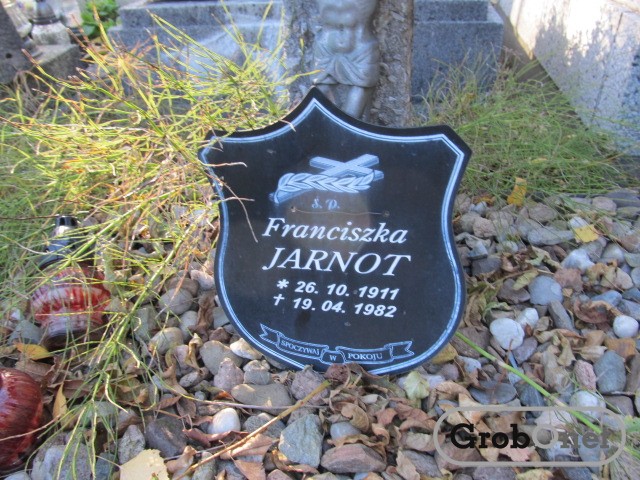 Ś. P.
Franciszka
JARNOT
* 26. 10. 1911
† 19. 04. 1982
SPOCZYWAJ W POKOJU
GrobOnet